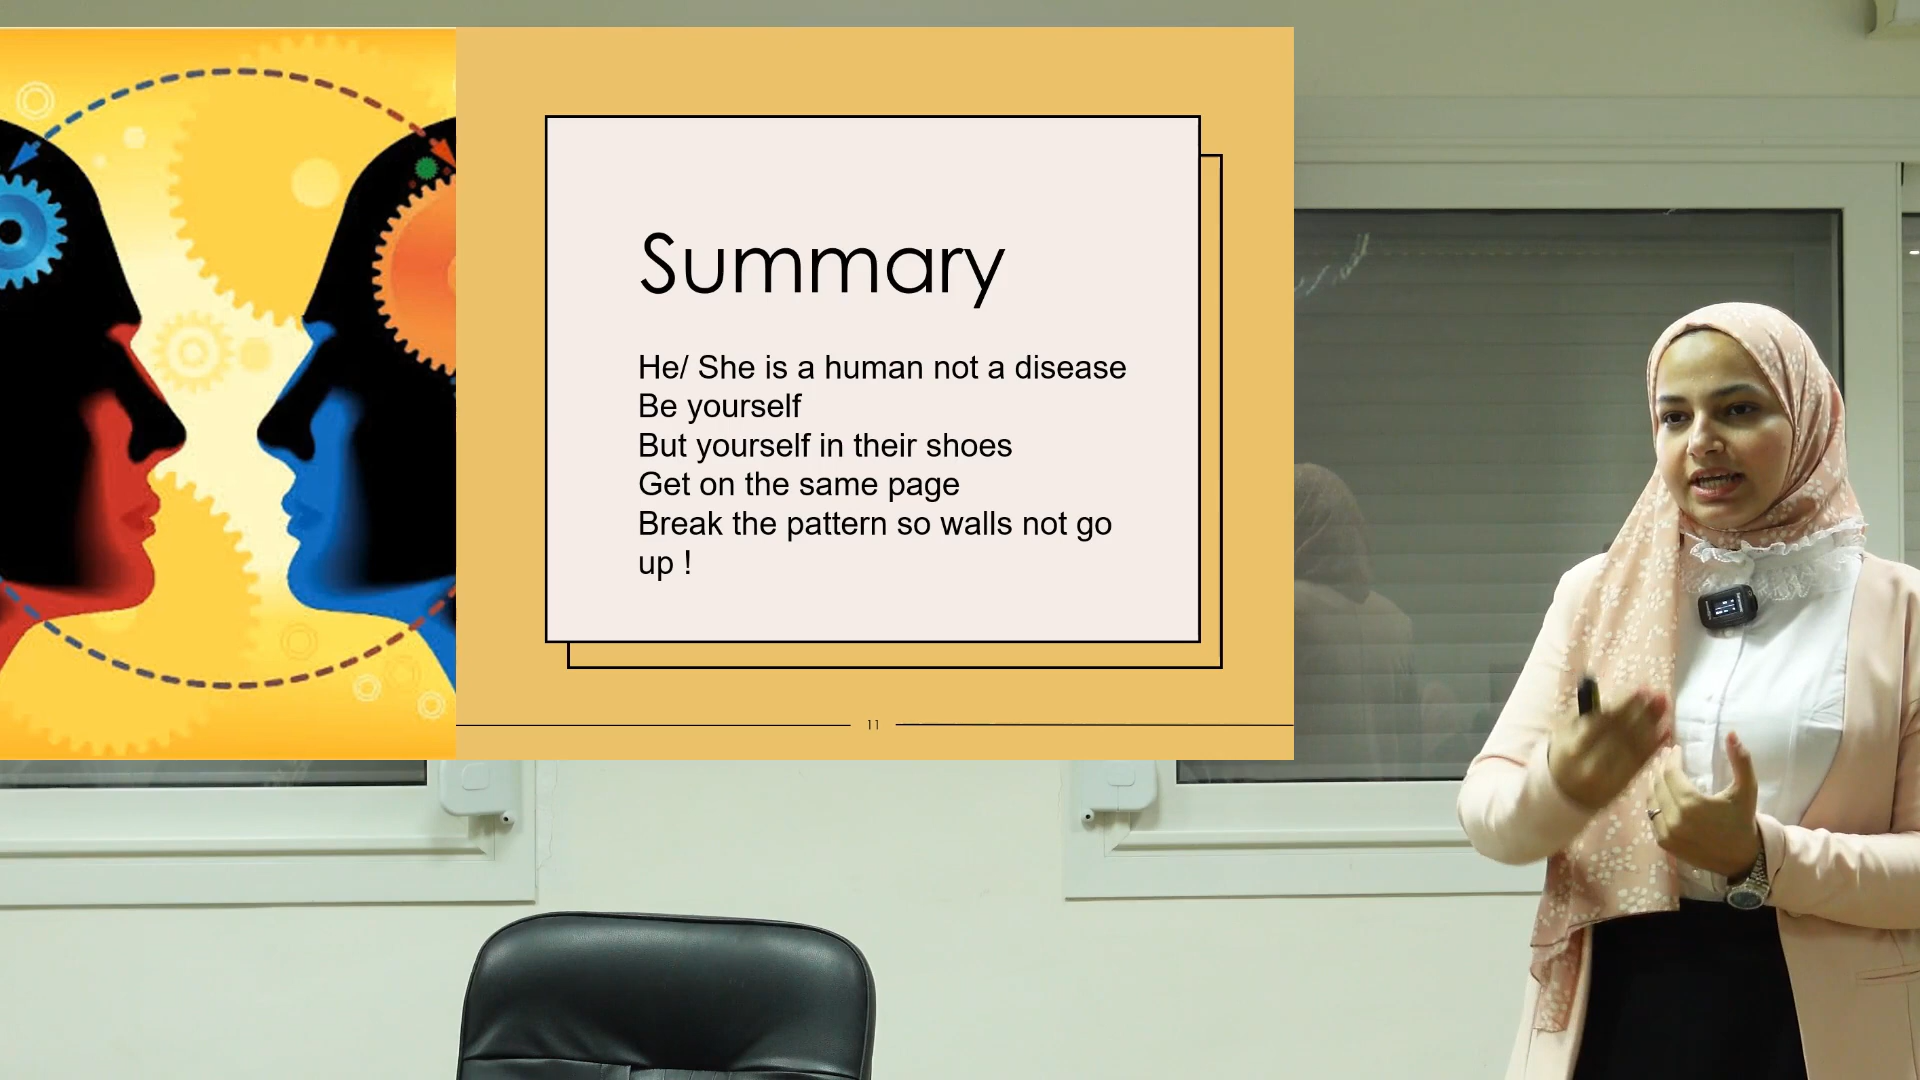 Summary
He/ She is a human not a disease
Be yourself
But yourself in their shoes
Get on the same page
Break the pattern so walls not go
up !
11